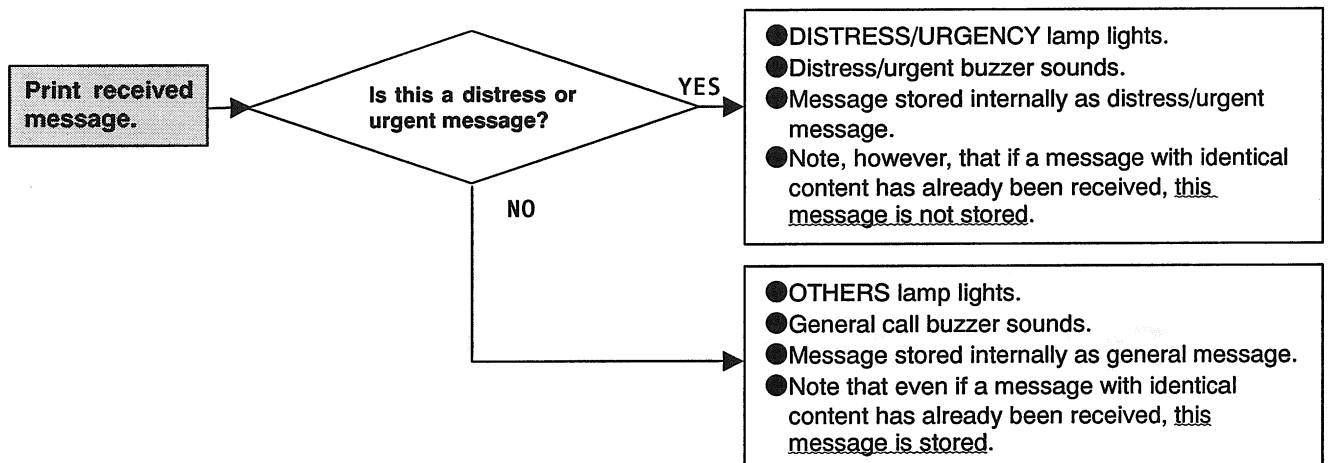 Print received
message.
Is this a distress or
urgent message?
YES
NO
●DISTRESS/URGENCY lamp lights.
●Distress/urgent buzzer sounds.
●Message stored internally as distress/urgent
message.
●Note, however, that if a message with identical
content has already been received, this
message is not stored.
●OTHERS lamp lights.
●General call buzzer sounds.
●Message stored internally as general message.
●Note that even if a message with identical
content has already been received, this
message is stored.